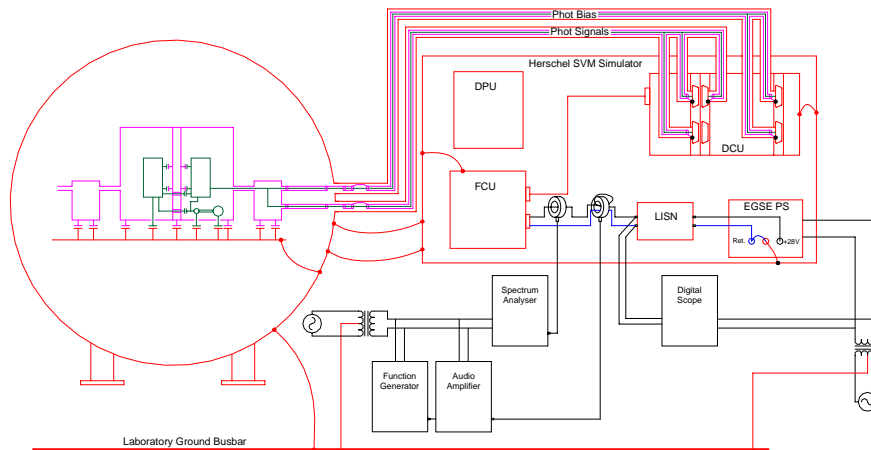 Phot Bias
Phot Signals
Herschel SVM Simulator
DPU
DCU
FCU
LISN
EGSE PS
Ret.
+28V
Spectrum
Analyser
Digital
Scope
Function
Generator
Audio
Amplifier
Laboratory Ground Busbar